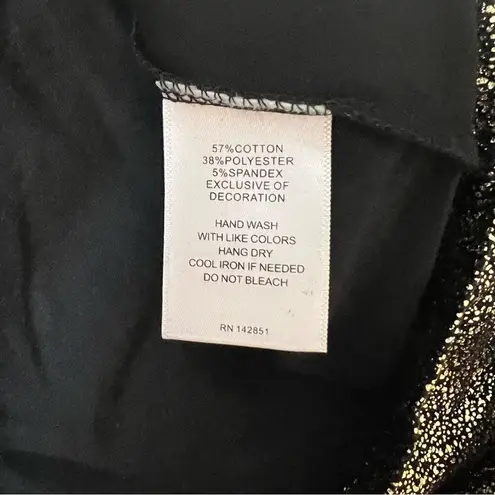 57%COTTON
38%POLYESTER
5%SPANDEX
EXCLUSIVE OF
DECORATION
HAND WASH
WITH LIKE COLORS
HANG DRY
COOL IRON IF NEEDED
DO NOT BLEACH
RN 142851